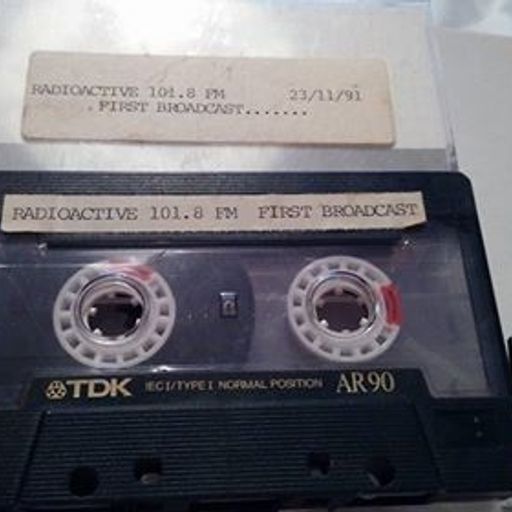 RADIOACTIVE 101.8 FM 23/11/91
.FIRST BROADCAST.......
RADIOACTIVE 101.8 FM FIRST BROADCAST
TDK IEC I/TYPE I NORMAL POSITION AR90